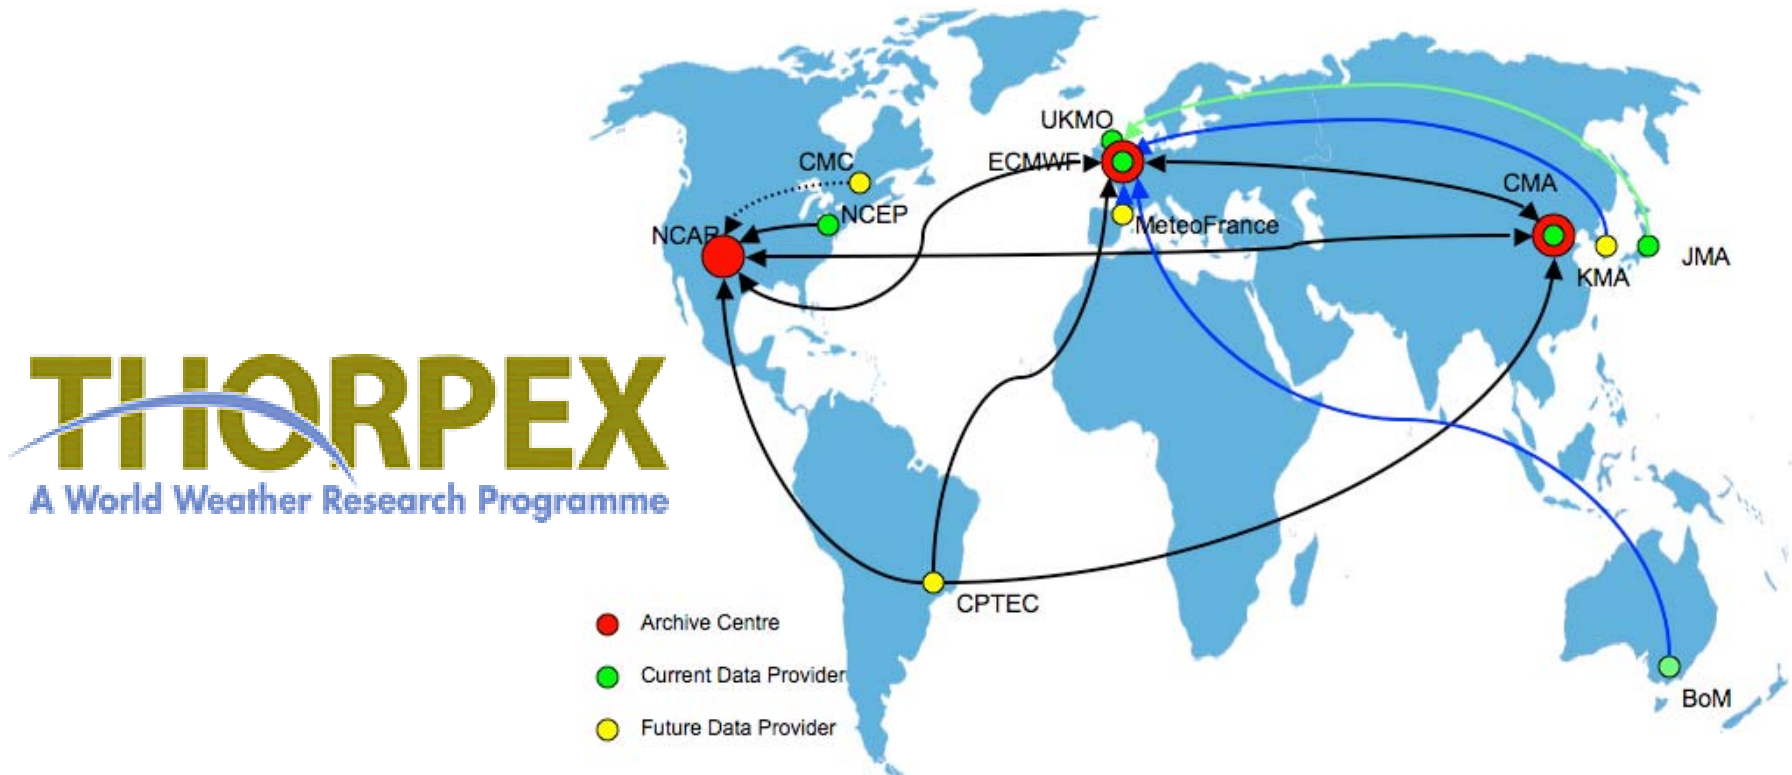 UKMO
CMC
ECMWF
CMA
NCEP
MeteoFrance
NCAR
KMA
JMA
THORPEX
A World Weather Research Programme
CPTEC
Archive Centre
Current Data Provider
BoM
Future Data Provider